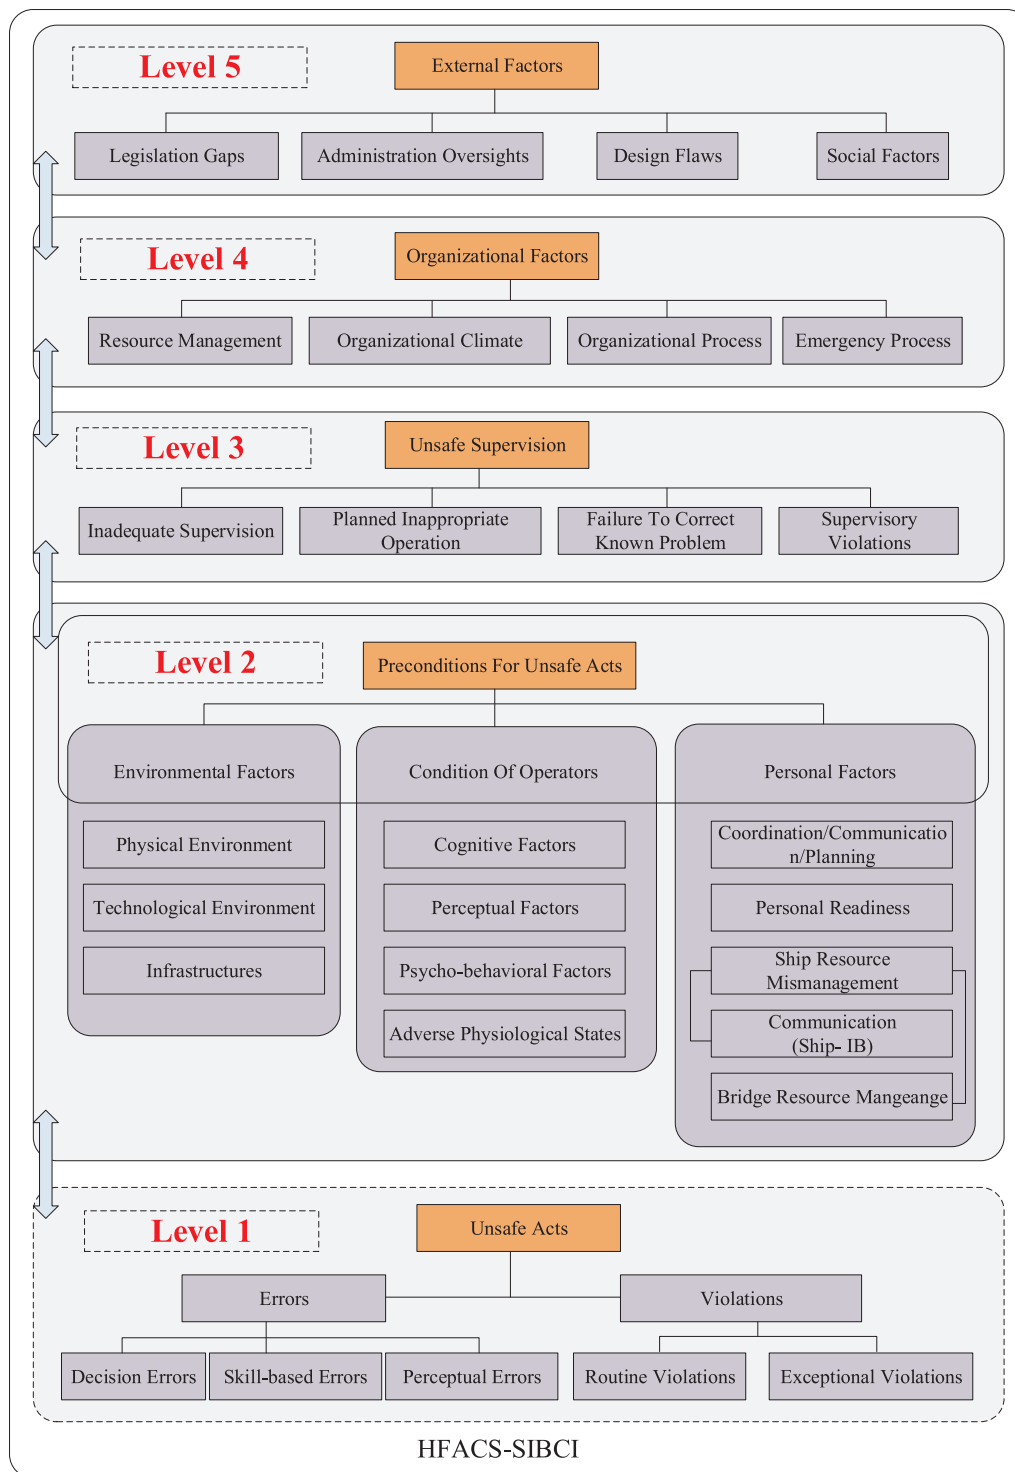 Level 5
External Factors
Legislation Gaps
Administration Oversights
Design Flaws
Social Factors
Level 4
Organizational Factors
Resource Management
Organizational Climate
Organizational Process
Emergency Process
Level 3
Unsafe Supervision
Inadequate Supervision
Planned Inappropriate
Operation
Failure To Correct
Known Problem
Supervisory
Violations
Level 2
Preconditions For Unsafe Acts
Environmental Factors
Physical Environment
Technological Environment
Infrastructures
Condition Of Operators
Cognitive Factors
Perceptual Factors
Psycho-behavioral Factors
Adverse Physiological States
Personal Factors
Coordination/Communicatio
n/Planning
Personal Readiness
Ship Resource
Mismanagement
Communication
(Ship- IB)
Bridge Resource Mangeange
Level 1
Unsafe Acts
Errors
Violations
Decision Errors
Skill-based Errors
Perceptual Errors
Routine Violations
Exceptional Violations
HFACS-SIBCI